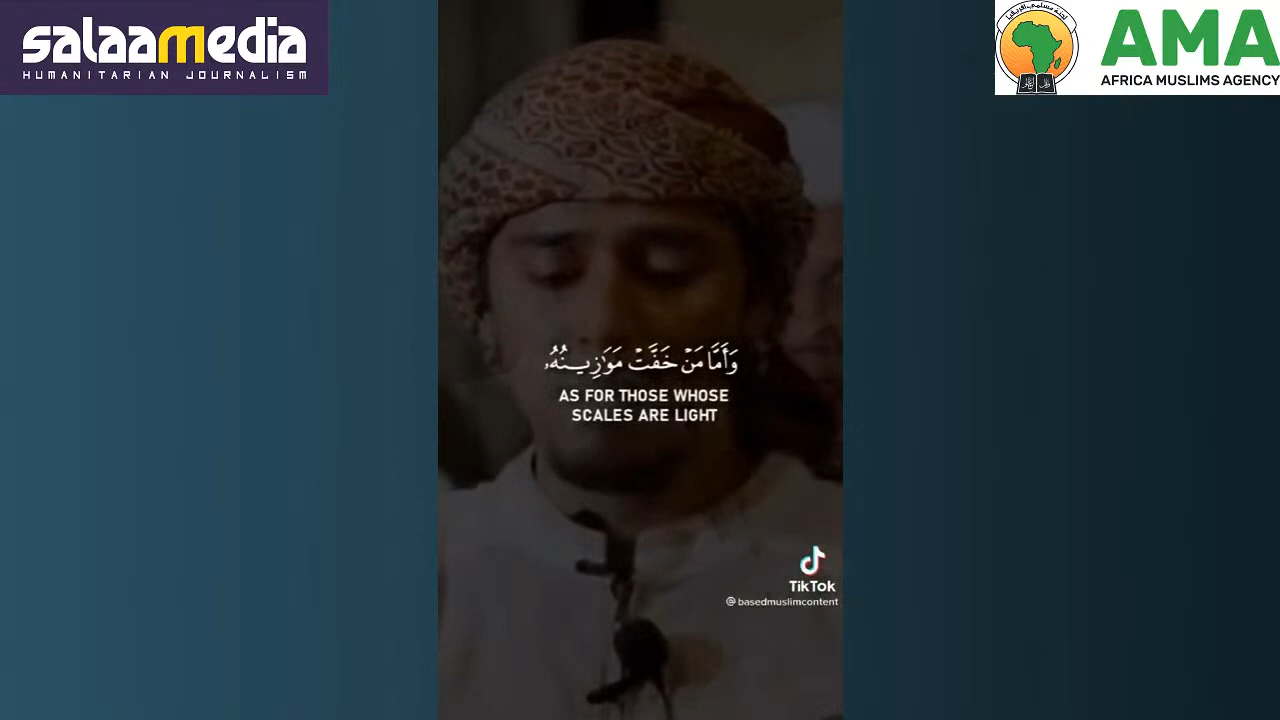 salaamedia
HUMANITARIAN JOURNALISM
AMA
AFRICA MUSLIMS AGENCY
وَأَمَّا مَنْ خَفَّتْ مَوَٰزِينُهُۥ
AS FOR THOSE WHOSE
SCALES ARE LIGHT
TikTok
@basedmuslimcontent